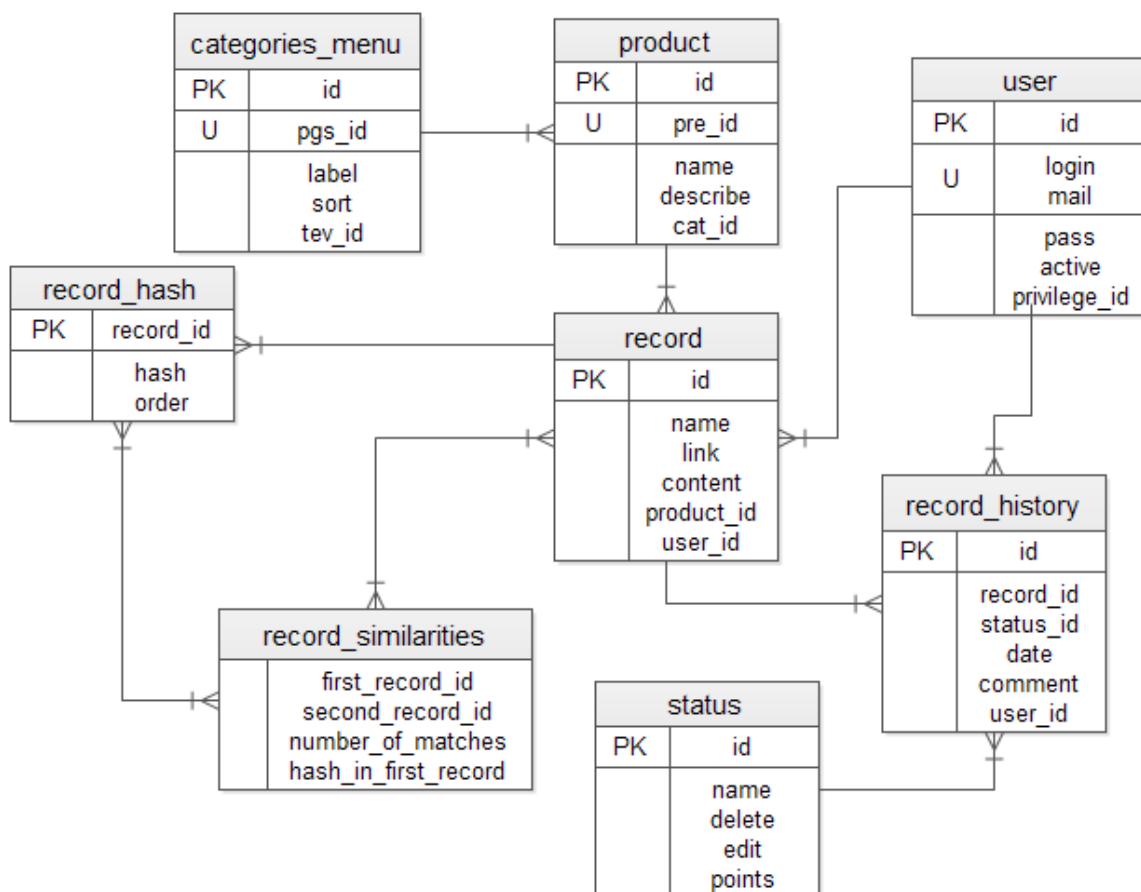 categories_menu
PK id
U pgs_id
label
sort
tev_id
product
PK id
U pre_id
name
describe
cat_id
user
PK id
U login
mail
pass
active
privilege_id
record_hash
PK record_id
hash
order
record
PK id
name
link
content
product_id
user_id
record_history
PK id
record_id
status_id
date
comment
user_id
record_similarities
first_record_id
second_record_id
number_of_matches
hash_in_first_record
status
PK id
name
delete
edit
points